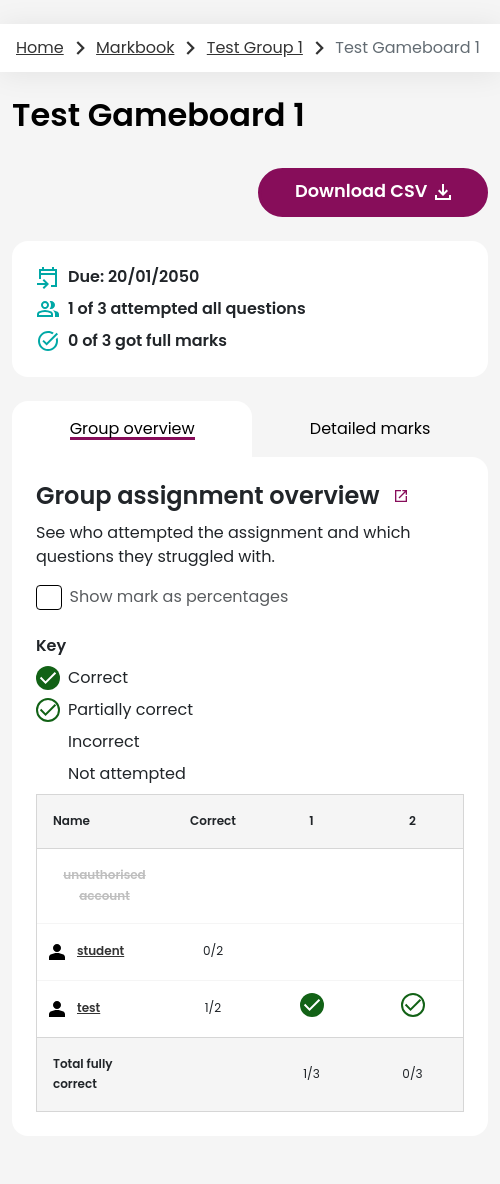 Home > Markbook > Test Group 1 > Test Gameboard 1
Test Gameboard 1
Download CSV
Due: 20/01/2050
1 of 3 attempted all questions
0 of 3 got full marks
Group overview Detailed marks
Group assignment overview
See who attempted the assignment and which
questions they struggled with.
Show mark as percentages
Key
Correct
Partially correct
Incorrect
Not attempted
Name Correct 1 2
unauthorised
account
student 0/2
test 1/2
Total fully
correct
1/3 0/3